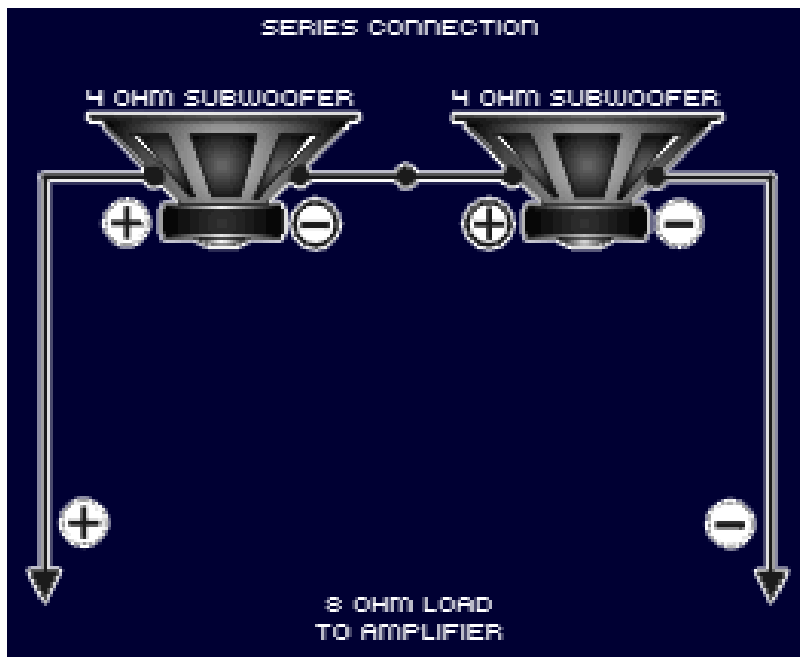 SERIES CONNECTION
4 OHM SUBWOOFER 4 OHM SUBWOOFER
+ - + -
+ -
8 OHM LOAD
TO AMPLIFIER